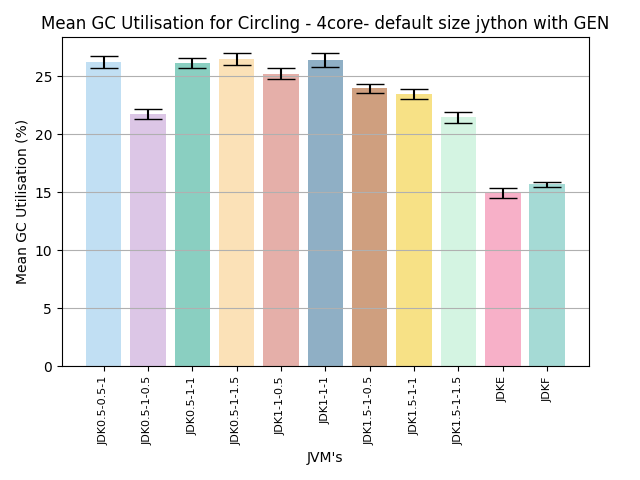 Mean GC Utilisation for Circling - 4core- default size jython with GEN
Mean GC Utilisation (%)
25
20
15
10
5
0
JDK0.5-0.5-1
JDK0.5-1-0.5
JDK0.5-1-1
JDK0.5-1-1.5
JDK1-1-0.5
JDK1-1-1
JDK1.5-1-0.5
JDK1.5-1-1
JDK1.5-1-1.5
JDKE
JDKF
JVM's